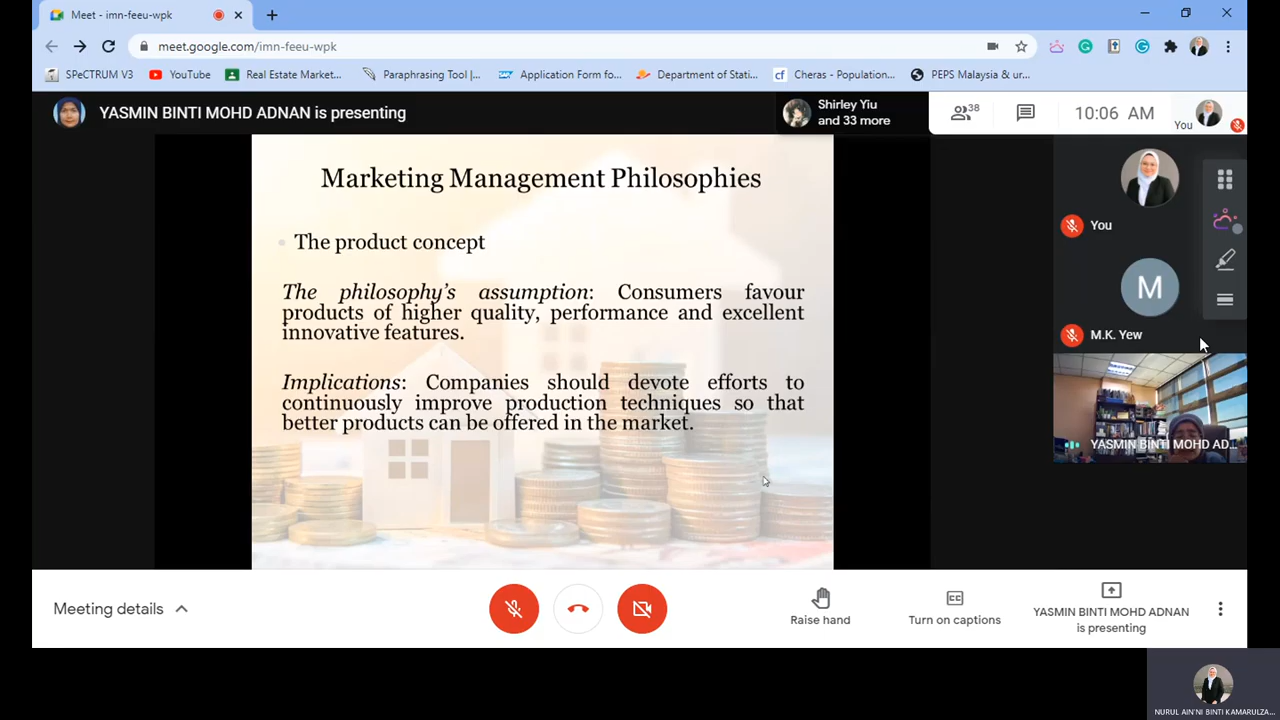 Meet - imn-feeu-wpk
meet.google.com/imn-feeu-wpk
SPeCTRUM V3
YouTube
Real Estate Market...
Paraphrasing Tool |...
Application Form fo...
Department of Stati...
Cheras - Population...
PEPS Malaysia & ur...
YASMIN BINTI MOHD ADNAN is presenting
Shirley Yiu
and 33 more
38
10:06 AM
You
Marketing Management Philosophies
The product concept
The philosophy's assumption: Consumers favour
products of higher quality, performance and excellent
innovative features.
Implications: Companies should devote efforts to
continuously improve production techniques so that
better products can be offered in the market.
You
M
M.K. Yew
YASMIN BINTI MOHD AD...
Meeting details
Raise hand
Turn on captions
YASMIN BINTI MOHD ADNAN
is presenting
NURUL AIN'NI BINTI KAMARULZA...